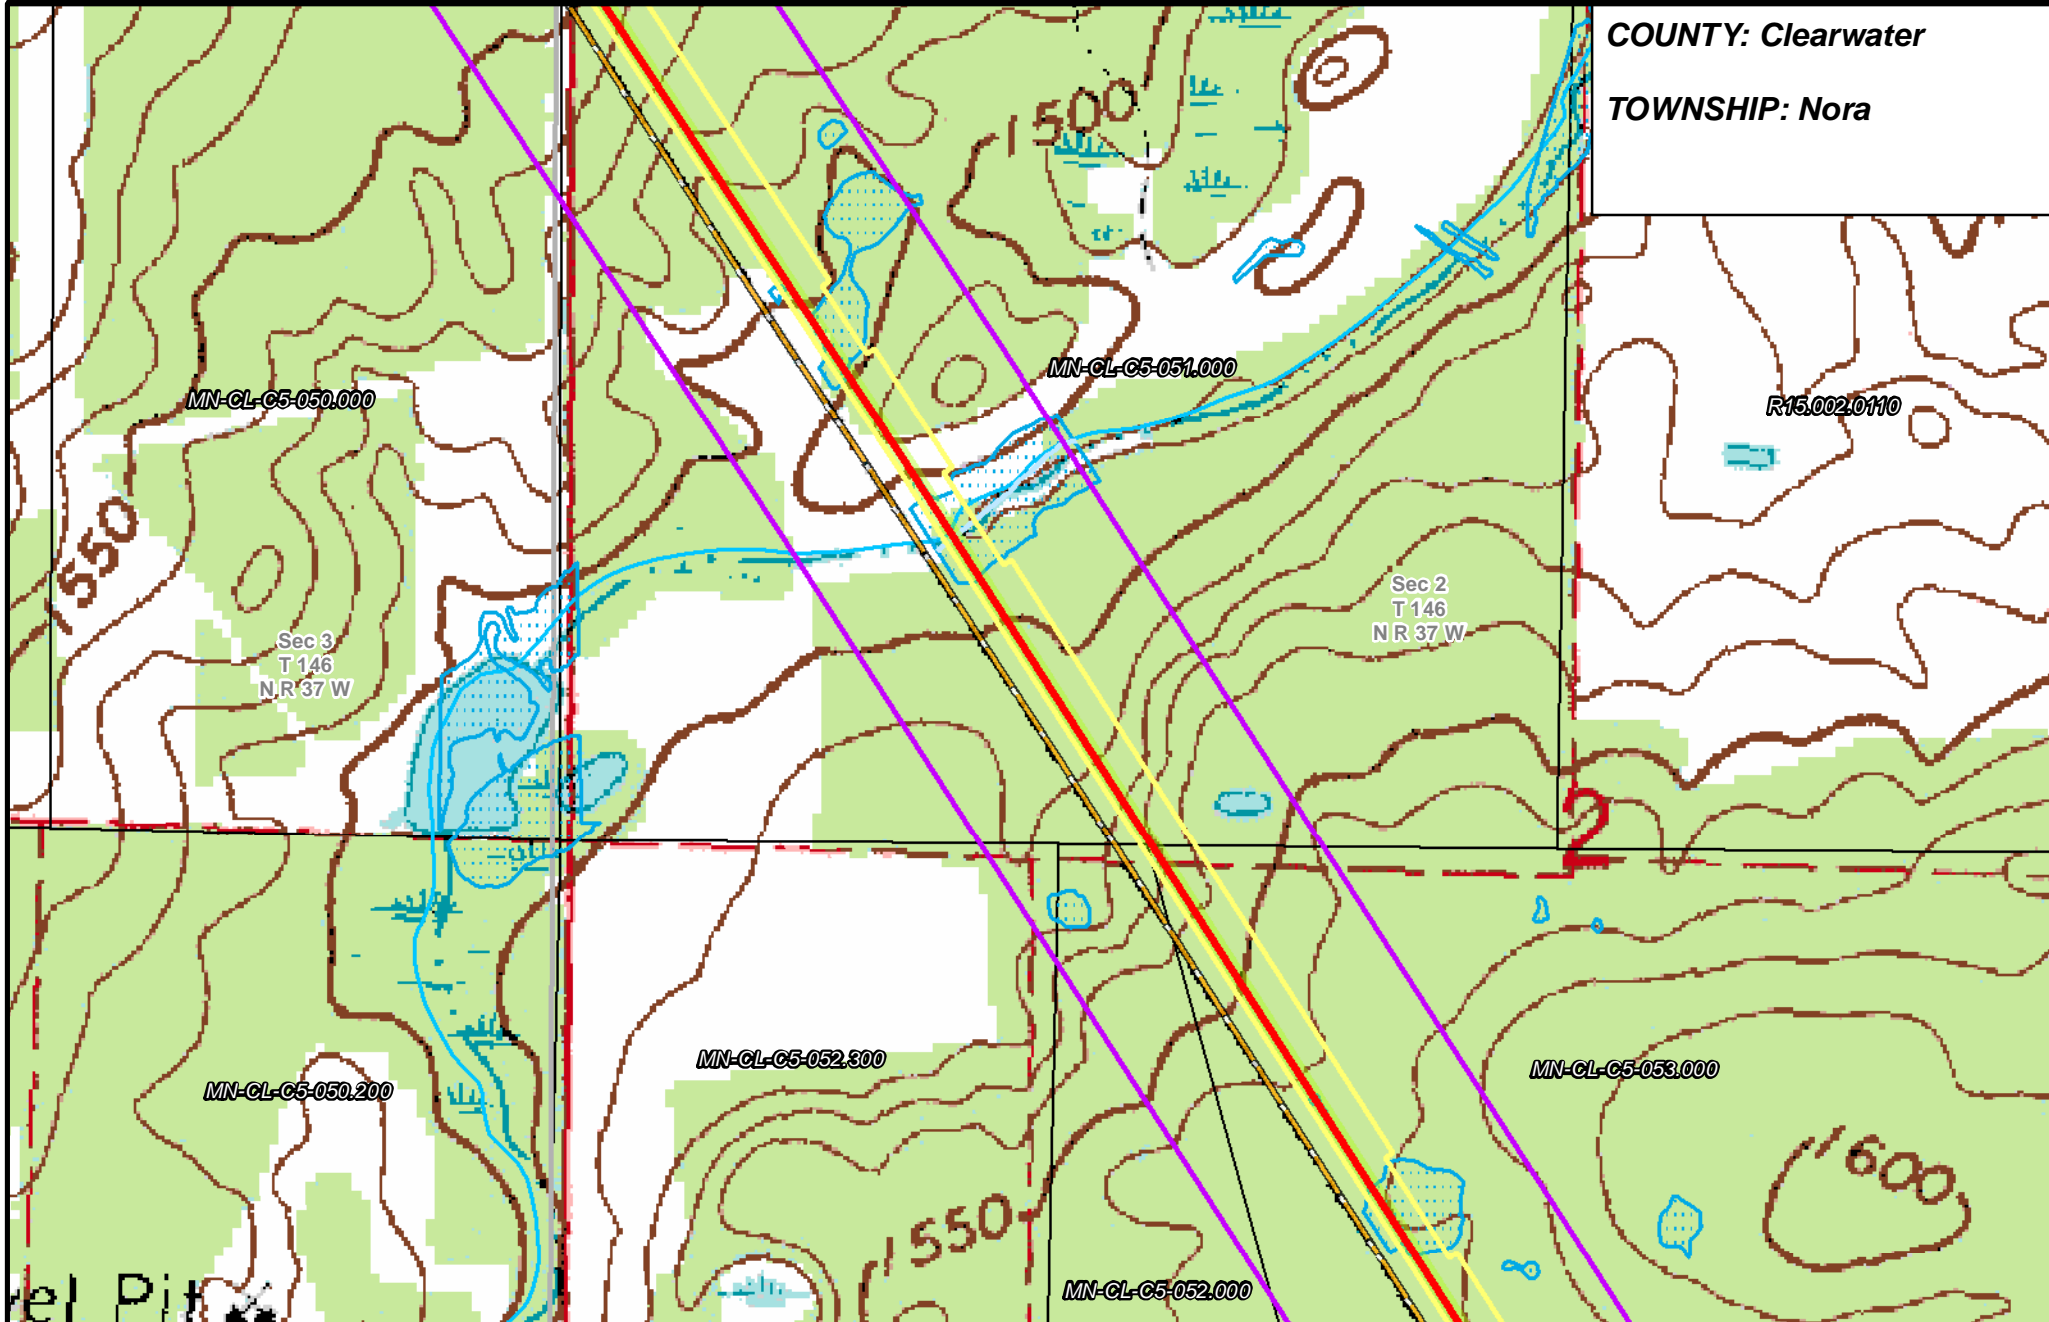 COUNTY: Clearwater
TOWNSHIP: Nora
1500
MN-CL-C5-051.000
MN-CL-C5-050.000
R15.002.0110
1550
Sec 2
T 146
N R 37 W
Sec 3
T 146
N R 37 W
2
MN-CL-C5-052.300
MN-CL-C5-053.000
MN-CL-C5-050.200
1600
1550
MN-CL-C5-052.000
vel Pit